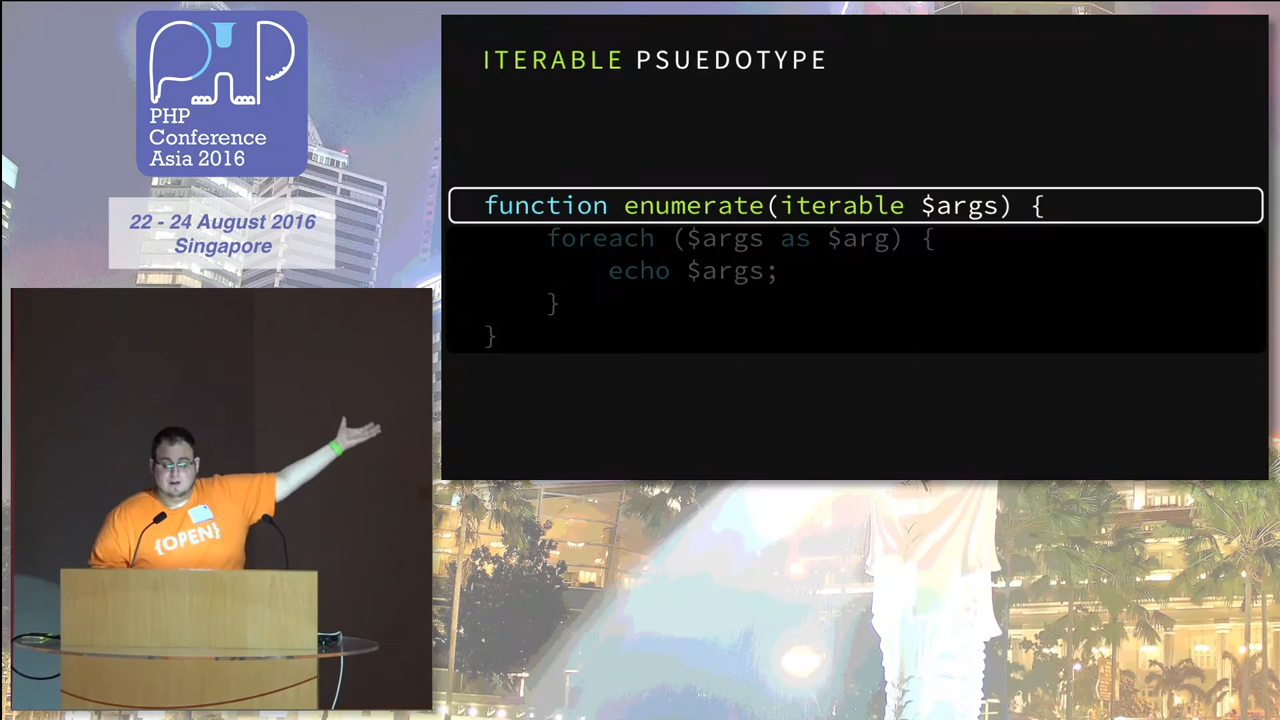 PHP
PHP
Conference
Asia 2016
22 - 24 August 2016
Singapore
ITERABLE PSUEDOTYPE
function enumerate(iterable $args) {
foreach ($args as $arg) {
echo $args;
}
}
{OPEN}